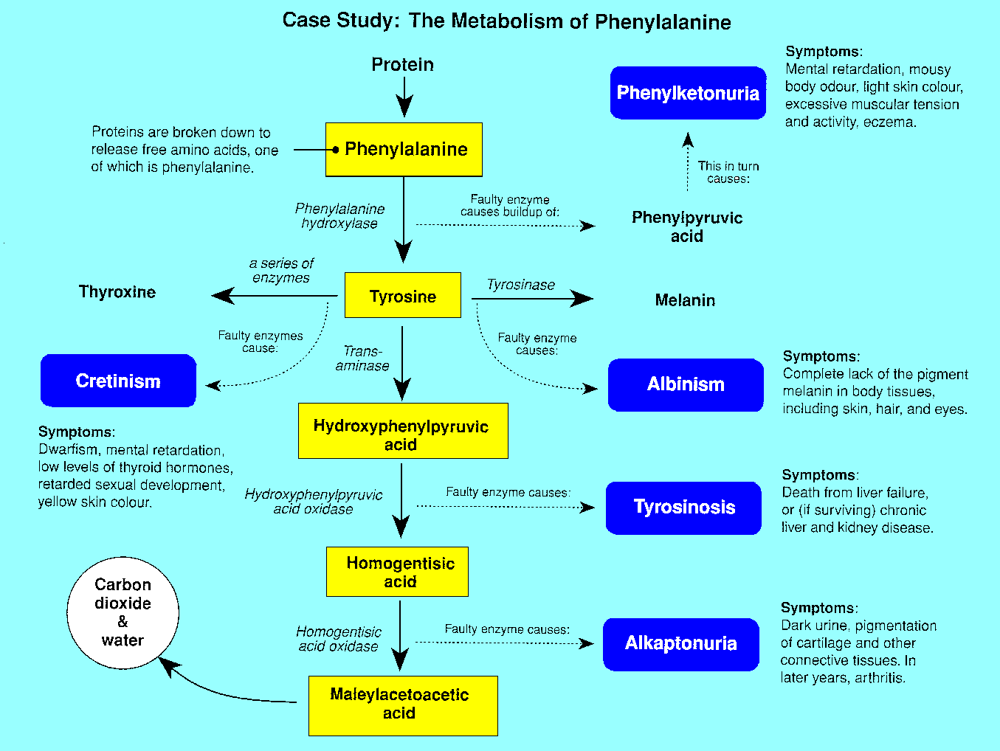 Case Study: The Metabolism of Phenylalanine
Protein
Proteins are broken down to
release free amino acids, one
of which is phenylalanine.
Phenylalanine
Phenylketonuria
Symptoms:
Mental retardation, mousy
body odour, light skin colour,
excessive muscular tension
and activity, eczema.
This in turn
causes:
Phenylalanine
hydroxylase
Faulty enzyme
causes buildup of:
Phenylpyruvic
acid
Thyroxine
a series of
enzymes
Tyrosine
Tyrosinase
Melanin
Faulty enzymes
cause:
Trans-
aminase
Faulty enzyme
causes:
Cretinism
Symptoms:
Dwarfism, mental retardation,
low levels of thyroid hormones,
retarded sexual development,
yellow skin colour.
Albinism
Symptoms:
Complete lack of the pigment
melanin in body tissues,
including skin, hair, and eyes.
Hydroxyphenylpyruvic
acid
Hydroxyphenylpyruvic
acid oxidase
Faulty enzyme causes:
Tyrosinosis
Symptoms:
Death from liver failure,
or (if surviving) chronic
liver and kidney disease.
Homogentisic
acid
Carbon
dioxide
&
water
Homogentisic
acid oxidase
Faulty enzyme causes:
Alkaptonuria
Symptoms:
Dark urine, pigmentation
of cartilage and other
connective tissues. In
later years, arthritis.
Maleylacetoacetic
acid